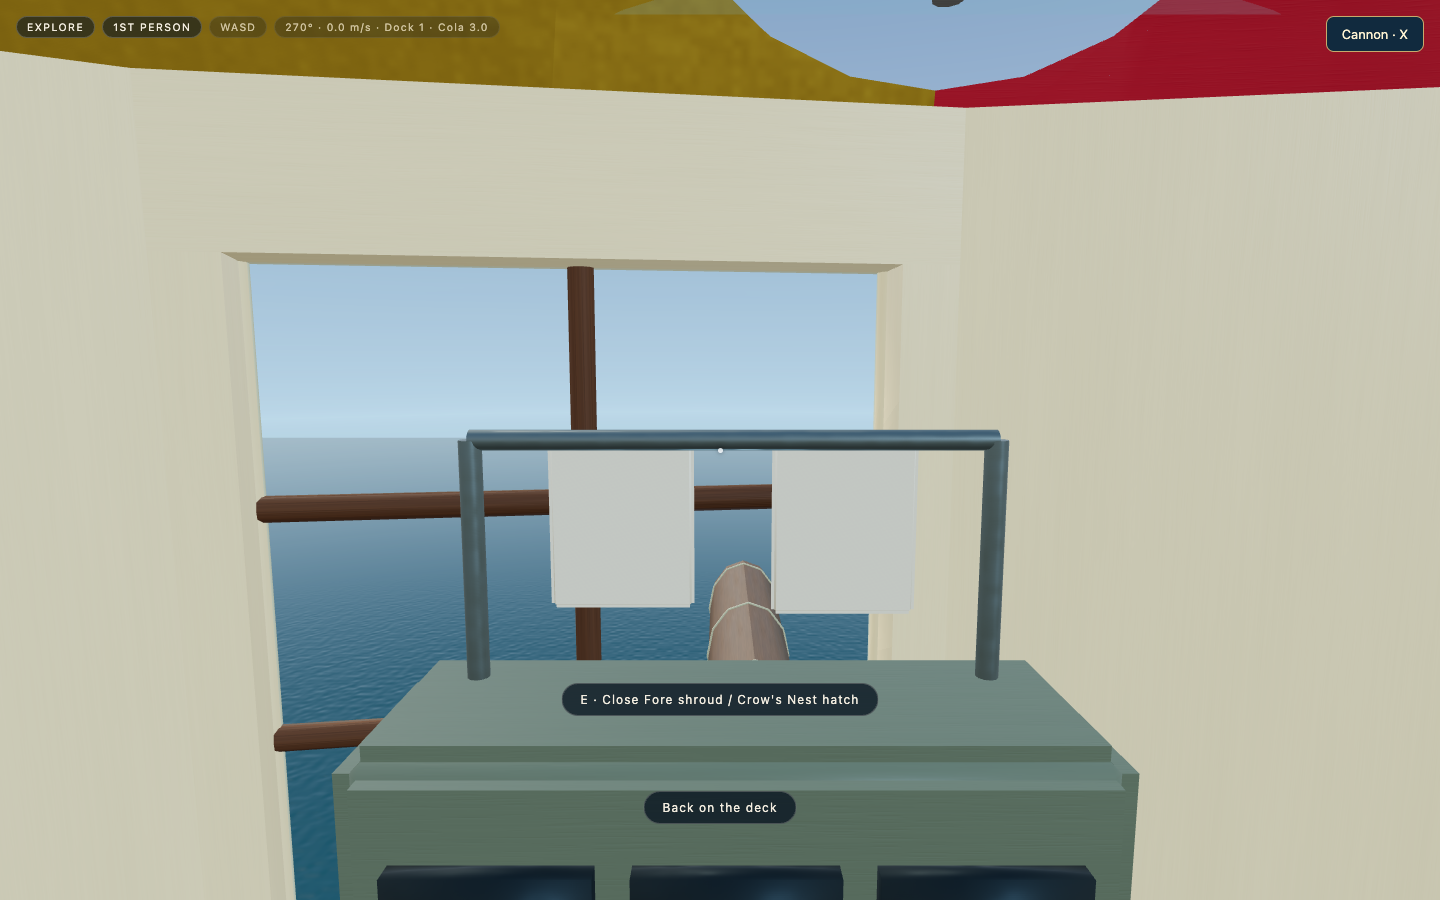 EXPLORE
1ST PERSON
WASD
270° · 0.0 m/s · Dock 1 · Cola 3.0
Cannon · X
E · Close Fore shroud / Crow's Nest hatch
Back on the deck